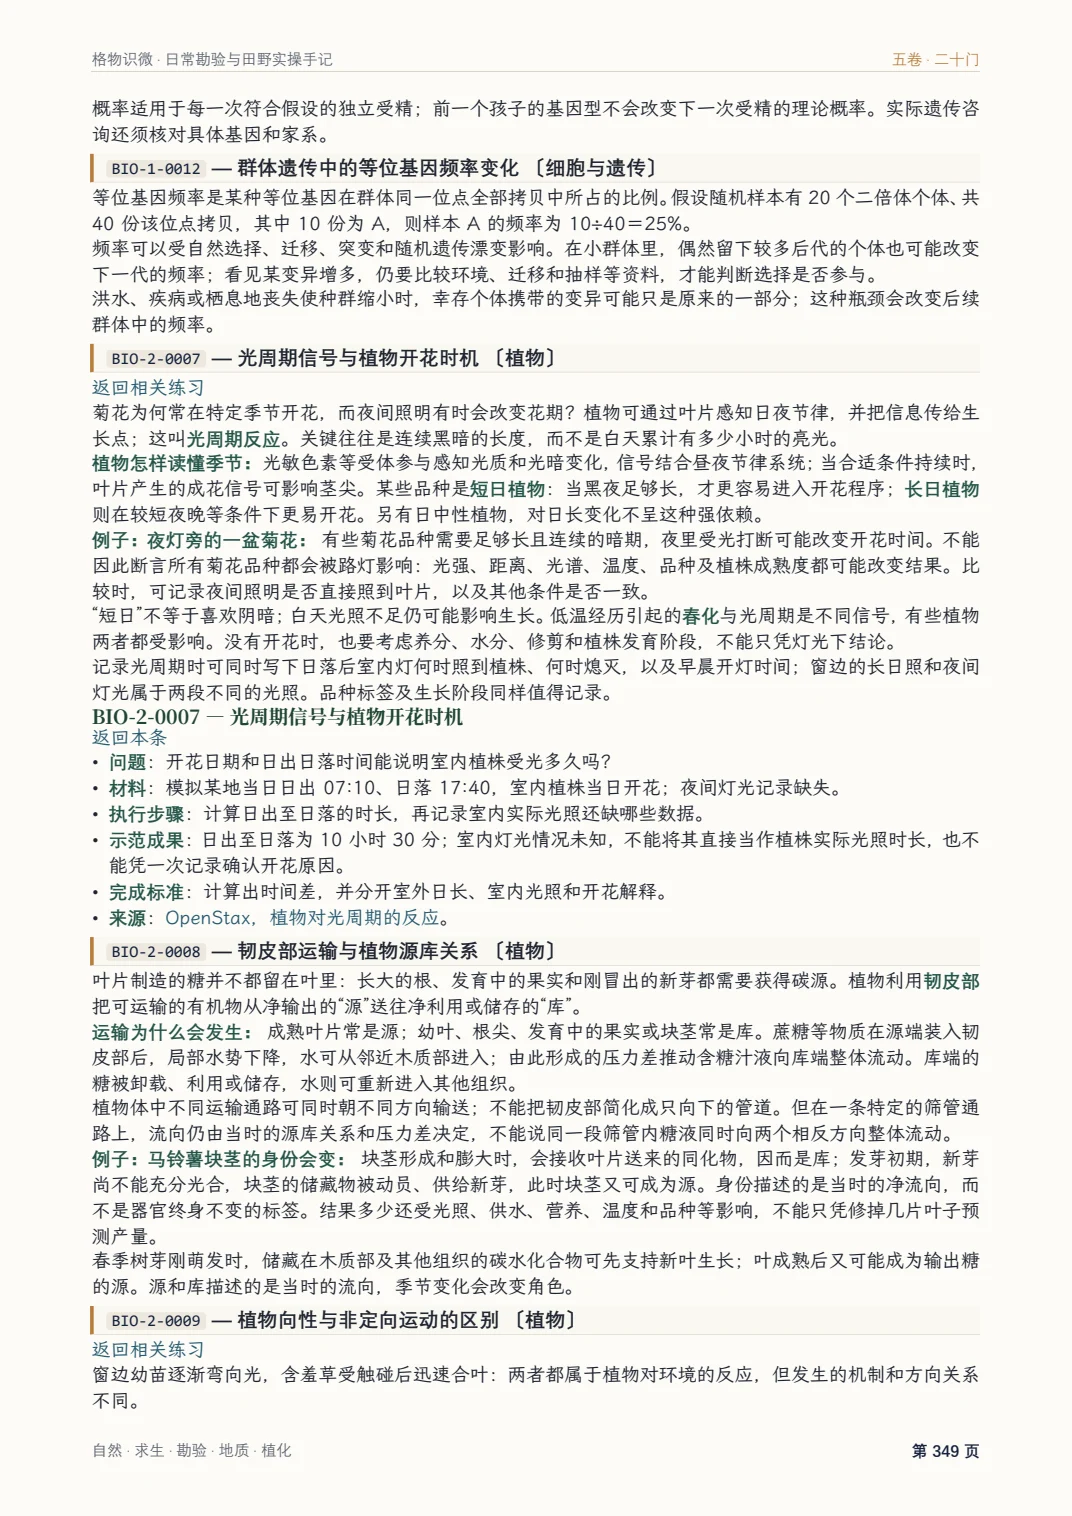 格物识微 · 日常勘验与田野实操手记
五卷 · 二十门
概率适用于每一次符合假设的独立受精；前一个孩子的基因型不会改变下一次受精的理论概率。实际遗传咨
询还须核对具体基因和家系。
BIO-1-0012 — 群体遗传中的等位基因频率变化 〔细胞与遗传〕
等位基因频率是某种等位基因在群体同一位点全部拷贝中所占的比例。假设随机样本有 20 个二倍体个体、共
40 份该位点拷贝，其中 10 份为 A，则样本 A 的频率为 10÷40＝25%。
频率可以受自然选择、迁移、突变和随机遗传漂变影响。在小群体里，偶然留下较多后代的个体也可能改变
下一代的频率；看见某变异增多，仍要比较环境、迁移和抽样等资料，才能判断选择是否参与。
洪水、疾病或栖息地丧失使种群缩小时，幸存个体携带的变异可能只是原来的一部分；这种瓶颈会改变后续
群体中的频率。
BIO-2-0007 — 光周期信号与植物开花时机 〔植物〕
返回相关练习
菊花为何常在特定季节开花，而夜间照明有时会改变花期？植物可通过叶片感知日夜节律，并把信息传给生
长点；这叫光周期反应。关键往往是连续黑暗的长度，而不是白天累计有多少小时的亮光。
植物怎样读懂季节：光敏色素等受体参与感知光质和光暗变化，信号结合昼夜节律系统；当合适条件持续时，
叶片产生的成花信号可影响茎尖。某些品种是短日植物：当黑夜足够长，才更容易进入开花程序；长日植物
则在较短夜晚等条件下更易开花。另有日中性植物，对日长变化不呈这种强依赖。
例子：夜灯旁的一盆菊花： 有些菊花品种需要足够长且连续的暗期，夜里受光打断可能改变开花时间。不能
因此断言所有菊花品种都会被路灯影响：光强、距离、光谱、温度、品种及植株成熟度都可能改变结果。比
较时，可记录夜间照明是否直接照到叶片，以及其他条件是否一致。
“短日”不等于喜欢阴暗；白天光照不足仍可能影响生长。低温经历引起的春化与光周期是不同信号，有些植物
两者都受影响。没有开花时，也要考虑养分、水分、修剪和植株发育阶段，不能只凭灯光下结论。
记录光周期时可同时写下日落后室内灯何时照到植株、何时熄灭，以及早晨开灯时间；窗边的长日照和夜间
灯光属于两段不同的光照。品种标签及生长阶段同样值得记录。
BIO-2-0007 — 光周期信号与植物开花时机
返回本条
• 问题：开花日期和日出日落时间能说明室内植株受光多久吗？
• 材料：模拟某地当日日出 07:10、日落 17:40，室内植株当日开花；夜间灯光记录缺失。
• 执行步骤：计算日出至日落的时长，再记录室内实际光照还缺哪些数据。
• 示范成果：日出至日落为 10 小时 30 分；室内灯光情况未知，不能将其直接当作植株实际光照时长，也不
能凭一次记录确认开花原因。
• 完成标准：计算出时间差，并分开室外日长、室内光照和开花解释。
• 来源：OpenStax，植物对光周期的反应。
BIO-2-0008 — 韧皮部运输与植物源库关系 〔植物〕
叶片制造的糖并不都留在叶里：长大的根、发育中的果实和刚冒出的新芽都需要获得碳源。植物利用韧皮部
把可运输的有机物从净输出的“源”送往净利用或储存的“库”。
运输为什么会发生： 成熟叶片常是源；幼叶、根尖、发育中的果实或块茎常是库。蔗糖等物质在源端装入韧
皮部后，局部水势下降，水可从邻近木质部进入；由此形成的压力差推动含糖汁液向库端整体流动。库端的
糖被卸载、利用或储存，水则可重新进入其他组织。
植物体中不同运输通路可同时朝不同方向输送；不能把韧皮部简化成只向下的管道。但在一条特定的筛管通
路上，流向仍由当时的源库关系和压力差决定，不能说同一段筛管内糖液同时向两个相反方向整体流动。
例子：马铃薯块茎的身份会变： 块茎形成和膨大时，会接收叶片送来的同化物，因而是库；发芽初期，新芽
尚不能充分光合，块茎的储藏物被动员、供给新芽，此时块茎又可成为源。身份描述的是当时的净流向，而
不是器官终身不变的标签。结果多少还受光照、供水、营养、温度和品种等影响，不能只凭修掉几片叶子预
测产量。
春季树芽刚萌发时，储藏在木质部及其他组织的碳水化合物可先支持新叶生长；叶成熟后又可能成为输出糖
的源。源和库描述的是当时的流向，季节变化会改变角色。
BIO-2-0009 — 植物向性与非定向运动的区别 〔植物〕
返回相关练习
窗边幼苗逐渐弯向光，含羞草受触碰后迅速合叶：两者都属于植物对环境的反应，但发生的机制和方向关系
不同。
自然 · 求生 · 勘验 · 地质 · 植化
第 349 页